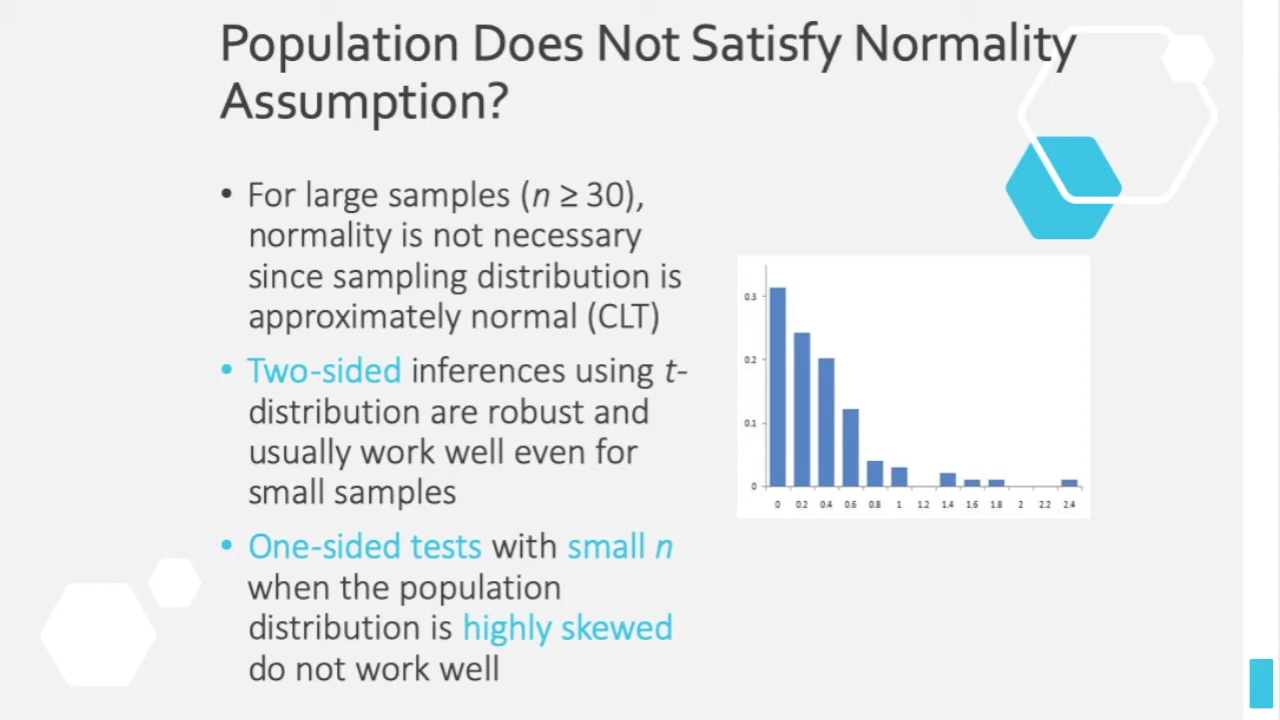 Population Does Not Satisfy Normality
Assumption?
• For large samples (n ≥ 30),
normality is not necessary
since sampling distribution is
approximately normal (CLT)
• Two-sided inferences using t-
distribution are robust and
usually work well even for
small samples
• One-sided tests with small n
when the population
distribution is highly skewed
do not work well
0.3
0.2
0.1
0
0 0.2 0.4 0.6 0.8 1 1.2 1.4 1.6 1.8 2 2.2 2.4